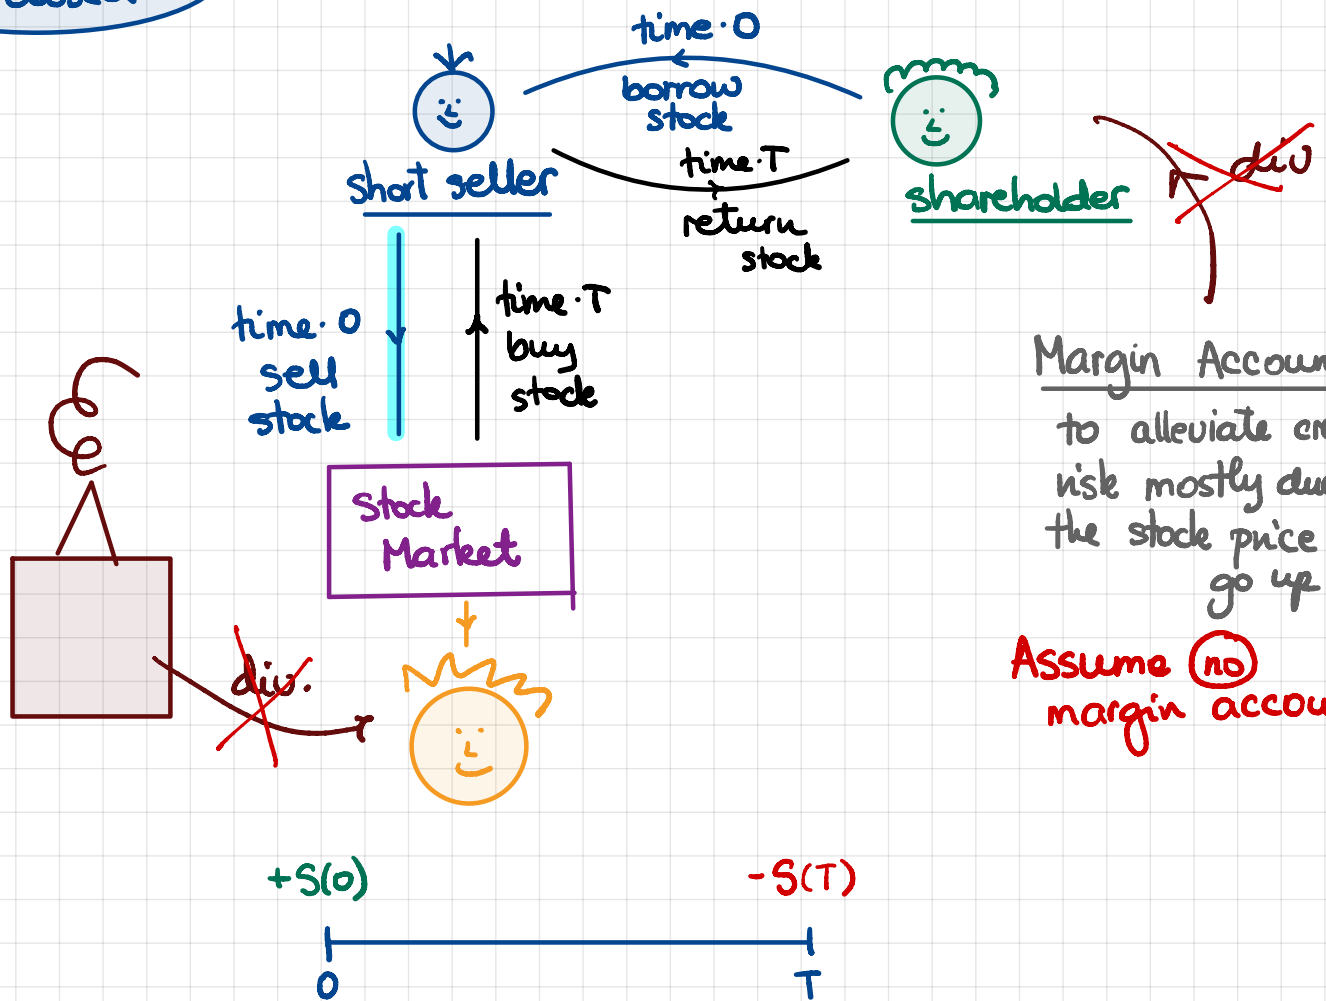 time·0
borrow
stock
short seller
time·T
return
stock
shareholder
div
time·0
sell
stock
time·T
buy
stock
Stock
Market
div.
Margin Accoun
to alleviate
risk mostly
the stock price
go up
Assume no
margin accou
+S(0)
-S(T)
0
T